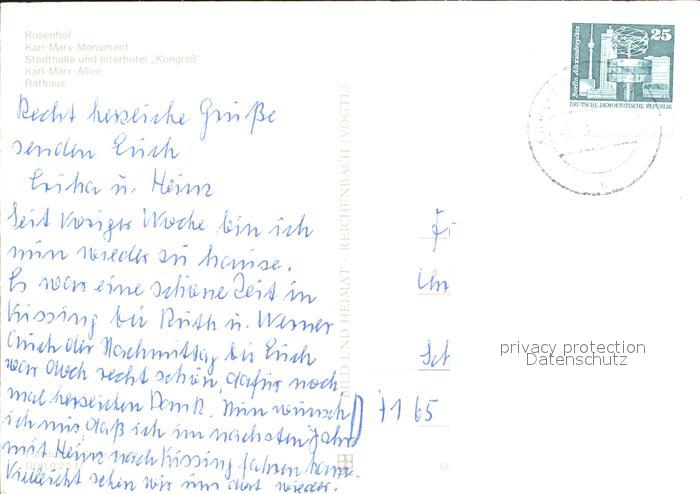 Rosenhof
Karl-Marx-Monument
Stadthalle und Interhotel „Kongreß"
Karl-Marx-Allee
Rathaus
Recht herzliche Grüße
senden Euch
Erika u. Heinz
Seit voriger Woche bin ich
nun wieder zu hause.
Es war eine schöne Zeit in
Kissing bei Ruth u. Werner
Auch der Nachmittag bei Euch
war doch recht schön, dafür noch
mal herzlichen Dank. Nun wünsch
ich mir daß ich im nächsten Jahr
mit Heinz nach Kissing fahren kann.
Vielleicht sehen wir uns dort wieder.
BILD UND HEIMAT · REICHENBACH (VOGTL)
Berlin, Alexanderplatz
25
DEUTSCHE DEMOKRATISCHE REPUBLIK
privacy protection
Datenschutz